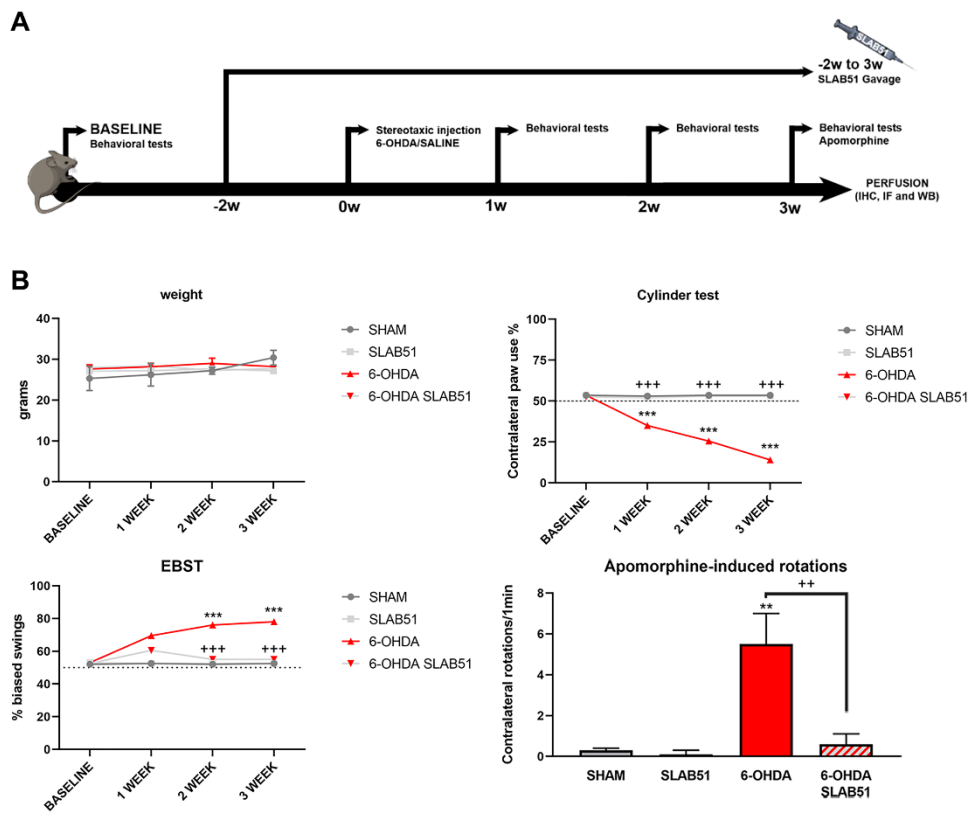 A
SLAB51
-2w to 3w
SLAB51 Gavage
BASELINE
Behavioral tests
Stereotaxic injection
6-OHDA/SALINE
Behavioral tests
Behavioral tests
Behavioral tests
Apomorphine
PERFUSION
(IHC, IF and WB)
-2w
0w
1w
2w
3w
B
weight
40
30
20
10
0
grams
BASELINE
1 WEEK
2 WEEK
3 WEEK
SHAM
SLAB51
6-OHDA
6-OHDA SLAB51
Cylinder test
100
75
50
25
0
Contralateral paw use %
+++
+++
+++
***
***
***
BASELINE
1 WEEK
2 WEEK
3 WEEK
SHAM
SLAB51
6-OHDA
6-OHDA SLAB51
EBST
100
80
60
40
20
0
% biased swings
***
***
+++
+++
BASELINE
1 WEEK
2 WEEK
3 WEEK
SHAM
SLAB51
6-OHDA
6-OHDA SLAB51
Apomorphine-induced rotations
8
6
4
2
0
Contralateral rotations/1min
**
++
SHAM
SLAB51
6-OHDA
6-OHDA
SLAB51